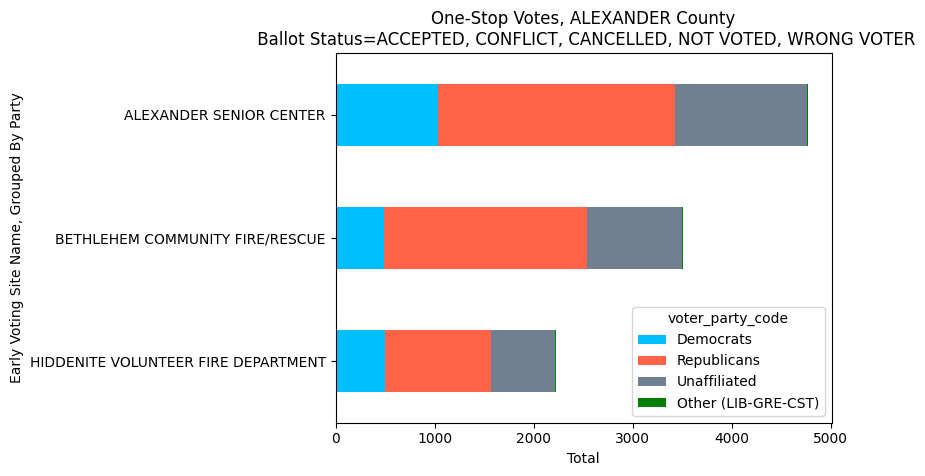 One-Stop Votes, ALEXANDER County
Ballot Status=ACCEPTED, CONFLICT, CANCELLED, NOT VOTED, WRONG VOTER
Early Voting Site Name, Grouped By Party
ALEXANDER SENIOR CENTER
BETHLEHEM COMMUNITY FIRE/RESCUE
HIDDENITE VOLUNTEER FIRE DEPARTMENT
voter_party_code
Democrats
Republicans
Unaffiliated
Other (LIB-GRE-CST)
0 1000 2000 3000 4000 5000
Total